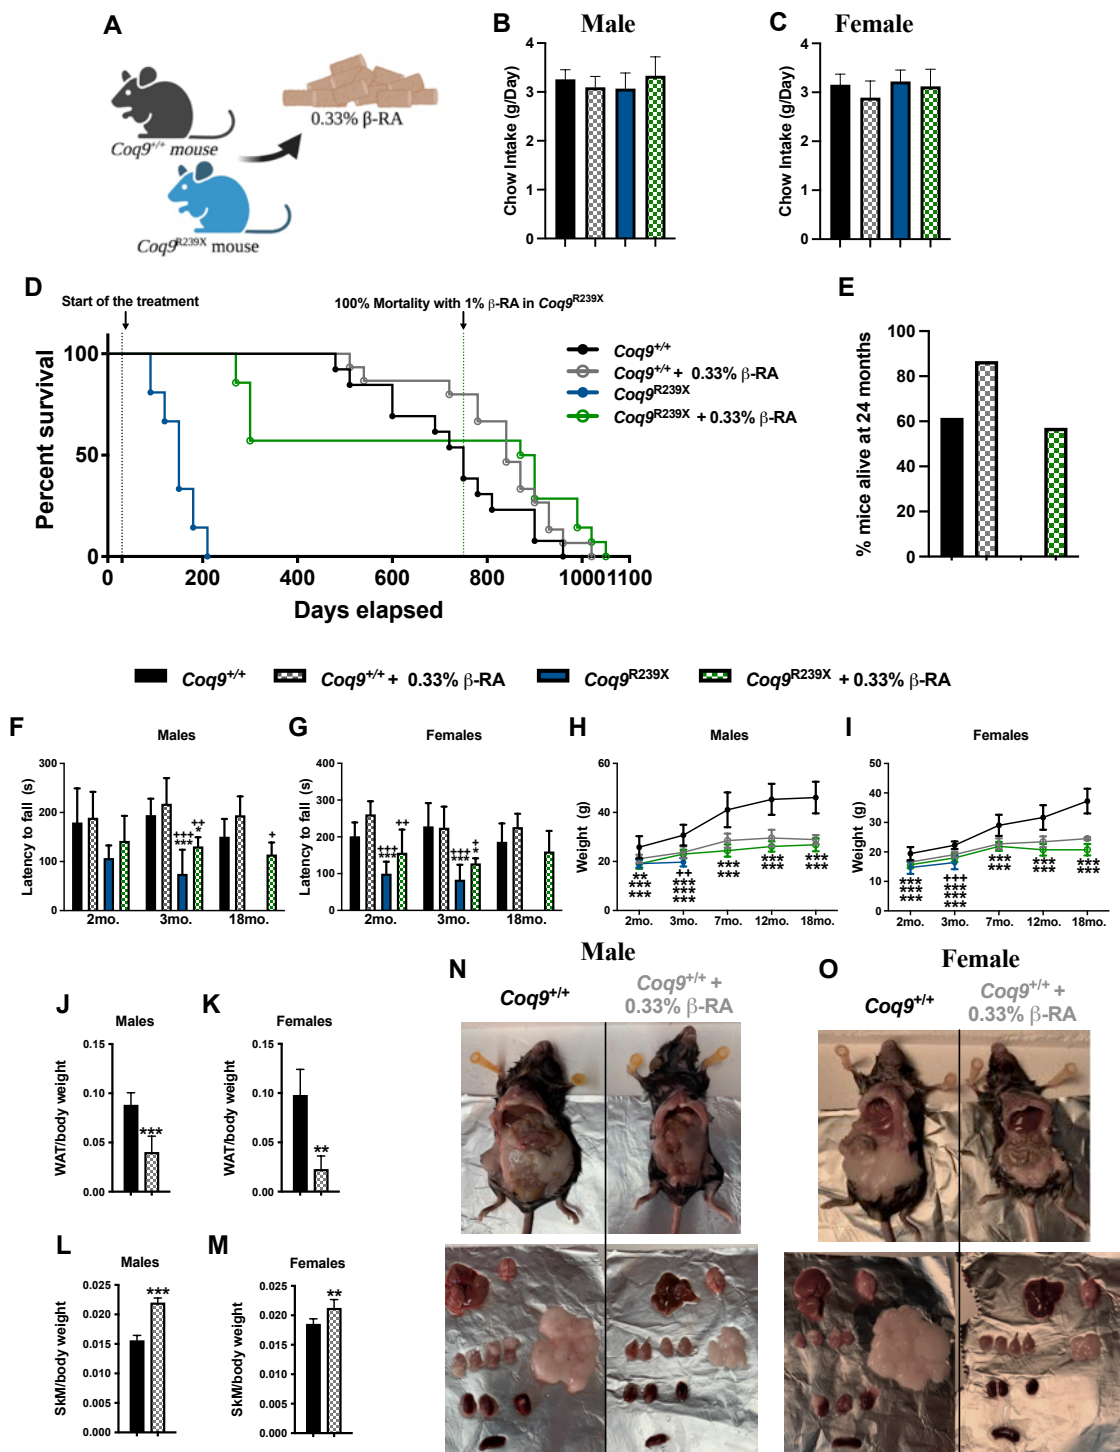 A
0.33% β-RA
Coq9+/+ mouse
Coq9R239X mouse
B
Male
Chow Intake (g/Day)
4
3
2
1
0
C
Female
Chow Intake (g/Day)
4
3
2
1
0
D
Start of the treatment
100% Mortality with 1% β-RA in Coq9R239X
Percent survival
100
50
0
0 200 400 600 800 1000 1100
Days elapsed
Coq9+/+
Coq9+/+ + 0.33% β-RA
Coq9R239X
Coq9R239X + 0.33% β-RA
E
% mice alive at 24 months
100
80
60
40
20
0
Coq9+/+ Coq9+/+ + 0.33% β-RA Coq9R239X Coq9R239X + 0.33% β-RA
F
Males
Latency to fall (s)
300
200
100
0
+++
***
++
*
+
2mo. 3mo. 18mo.
G
Females
Latency to fall (s)
400
300
200
100
0
+++
***
++
+++
***
+
*
2mo. 3mo. 18mo.
H
Males
Weight (g)
60
40
20
0
**
***
***
++
***
***
***
***
***
***
***
***
***
2mo. 3mo. 7mo. 12mo. 18mo.
I
Females
Weight (g)
50
40
30
20
10
0
***
***
***
+++
***
***
***
***
***
***
***
***
***
2mo. 3mo. 7mo. 12mo. 18mo.
J
Males
WAT/body weight
0.15
0.10
0.05
0.00
***
K
Females
WAT/body weight
0.15
0.10
0.05
0.00
**
L
Males
SkM/body weight
0.025
0.020
0.015
0.010
0.005
0.000
***
M
Females
SkM/body weight
0.025
0.020
0.015
0.010
0.005
0.000
**
N
Male
Coq9+/+
Coq9+/+ +
0.33% β-RA
O
Female
Coq9+/+
Coq9+/+ +
0.33% β-RA